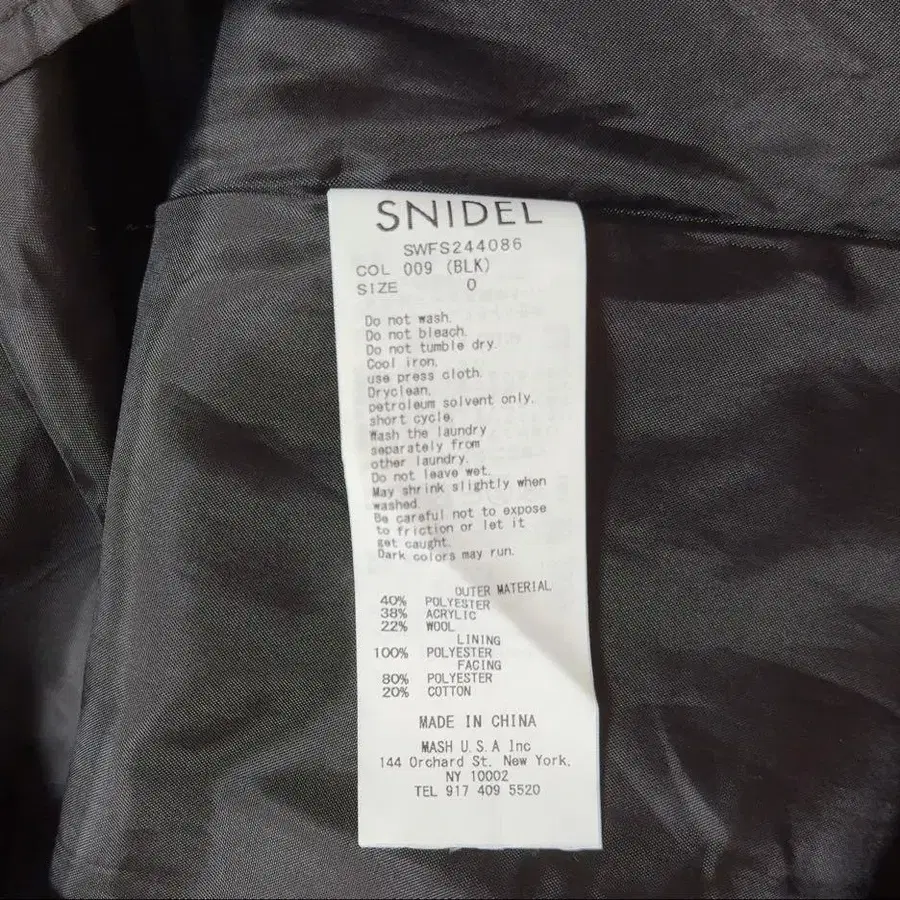 SNIDEL
SWFS244086
COL 009 (BLK)
SIZE 0
Do not wash.
Do not bleach.
Do not tumble dry.
Cool iron,
use press cloth.
Dryclean,
petroleum solvent only.
short cycle.
Wash the laundry
separately from
other laundry.
Do not leave wet.
May shrink slightly when
washed.
Be careful not to expose
to friction or let it
get caught.
Dark colors may run.
OUTER MATERIAL
40% POLYESTER
38% ACRYLIC
22% WOOL
LINING
100% POLYESTER
FACING
80% POLYESTER
20% COTTON
MADE IN CHINA
MASH U.S.A Inc
144 Orchard St. New York,
NY 10002
TEL 917 409 5520